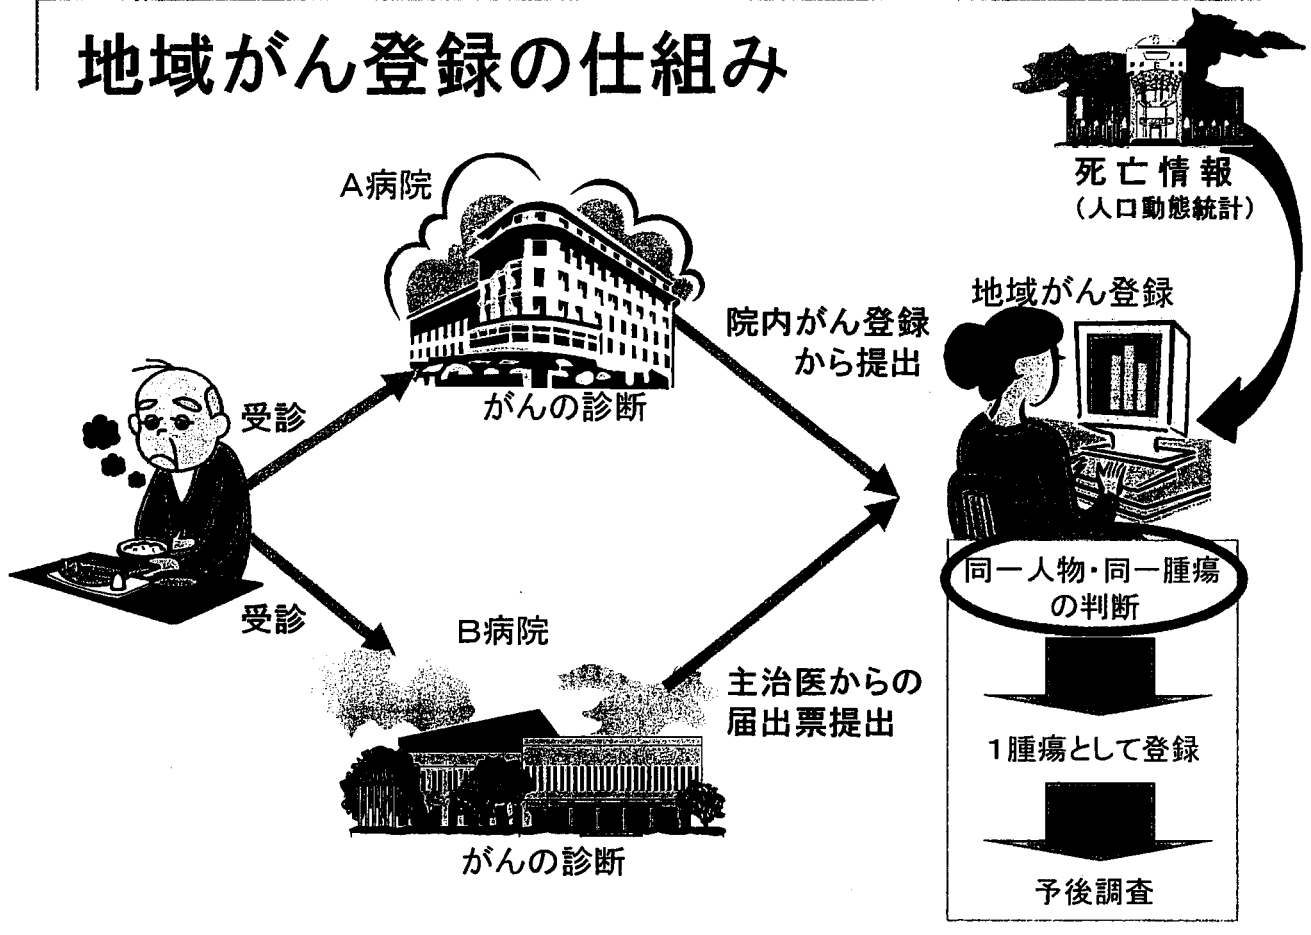 地域がん登録の仕組み
死亡情報
(人口動態統計)
A病院
地域がん登録
院内がん登録
から提出
がんの診断
受診
受診
B病院
同一人物・同一腫瘍
の判断
主治医からの
届出票提出
1腫瘍として登録
がんの診断
予後調査